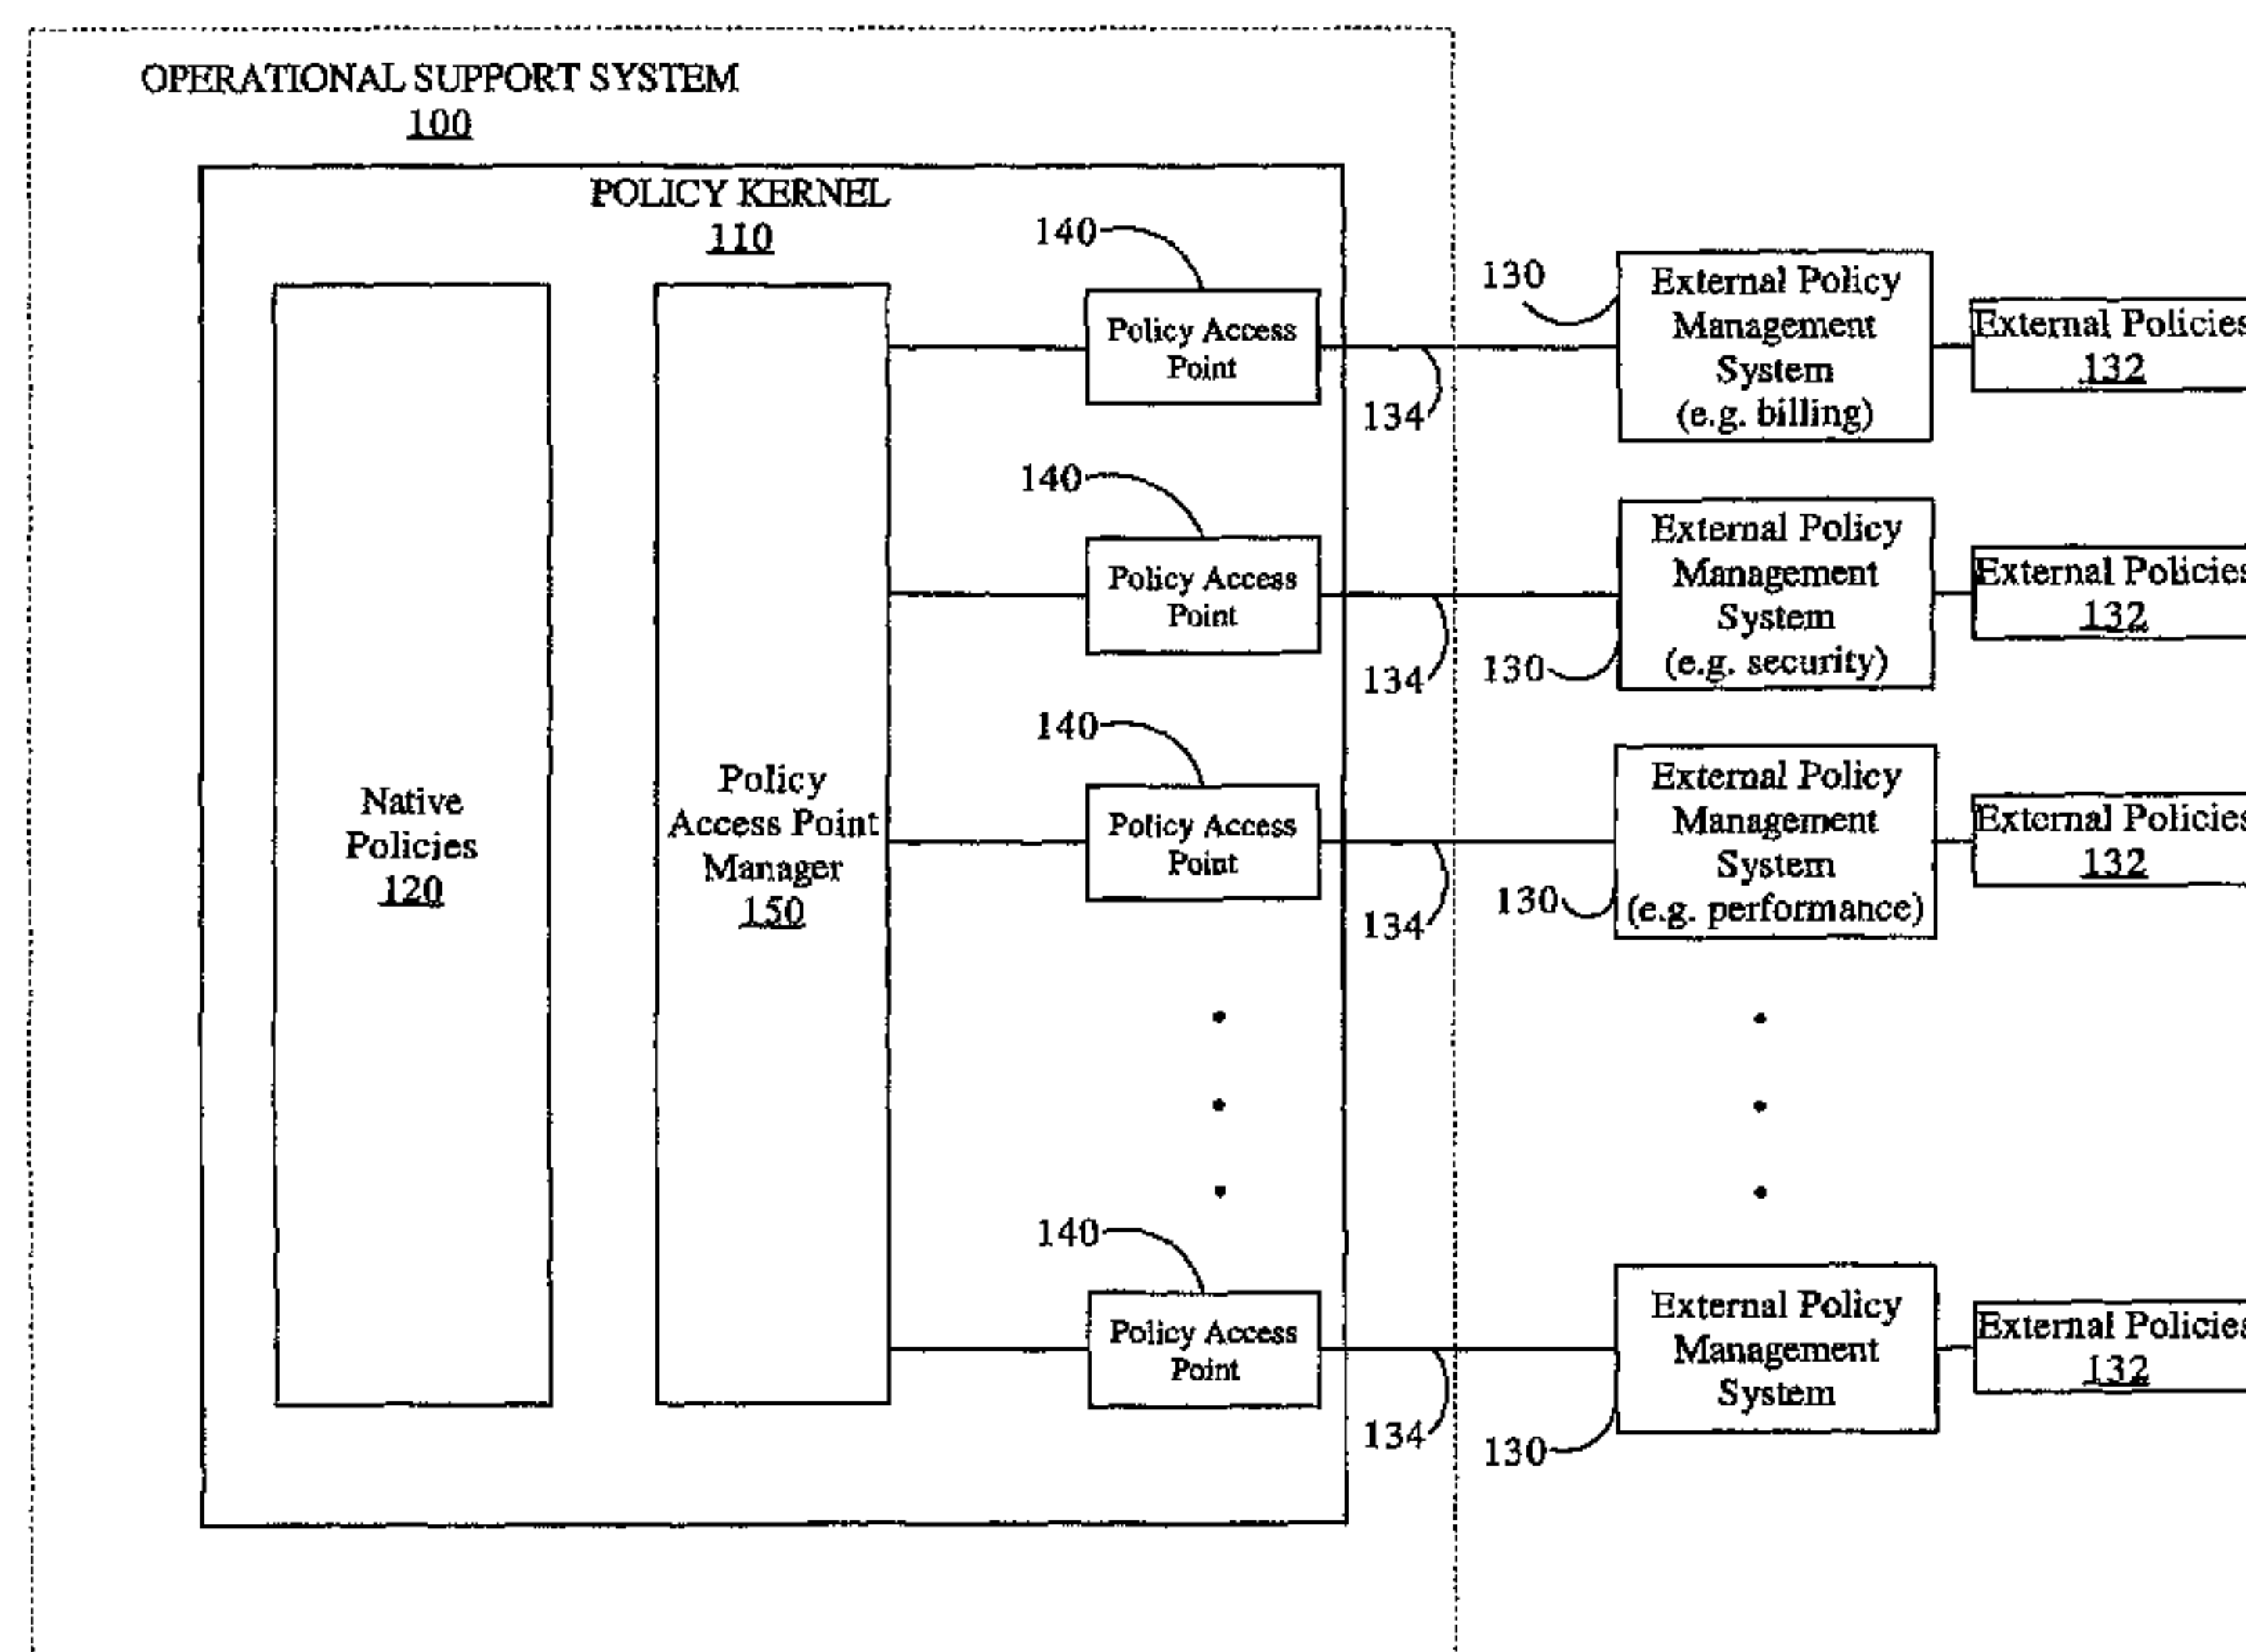 OPERATIONAL SUPPORT SYSTEM
100
POLICY KERNEL
110
Native
Policies
120
Policy
Access Point
Manager
150
140
Policy Access
Point
134
130
External Policy
Management
System
(e.g. billing)
External Policies
132
140
Policy Access
Point
134
130
External Policy
Management
System
(e.g. security)
External Policies
132
140
Policy Access
Point
134
130
External Policy
Management
System
(e.g. performance)
External Policies
132
140
Policy Access
Point
134
130
External Policy
Management
System
External Policies
132